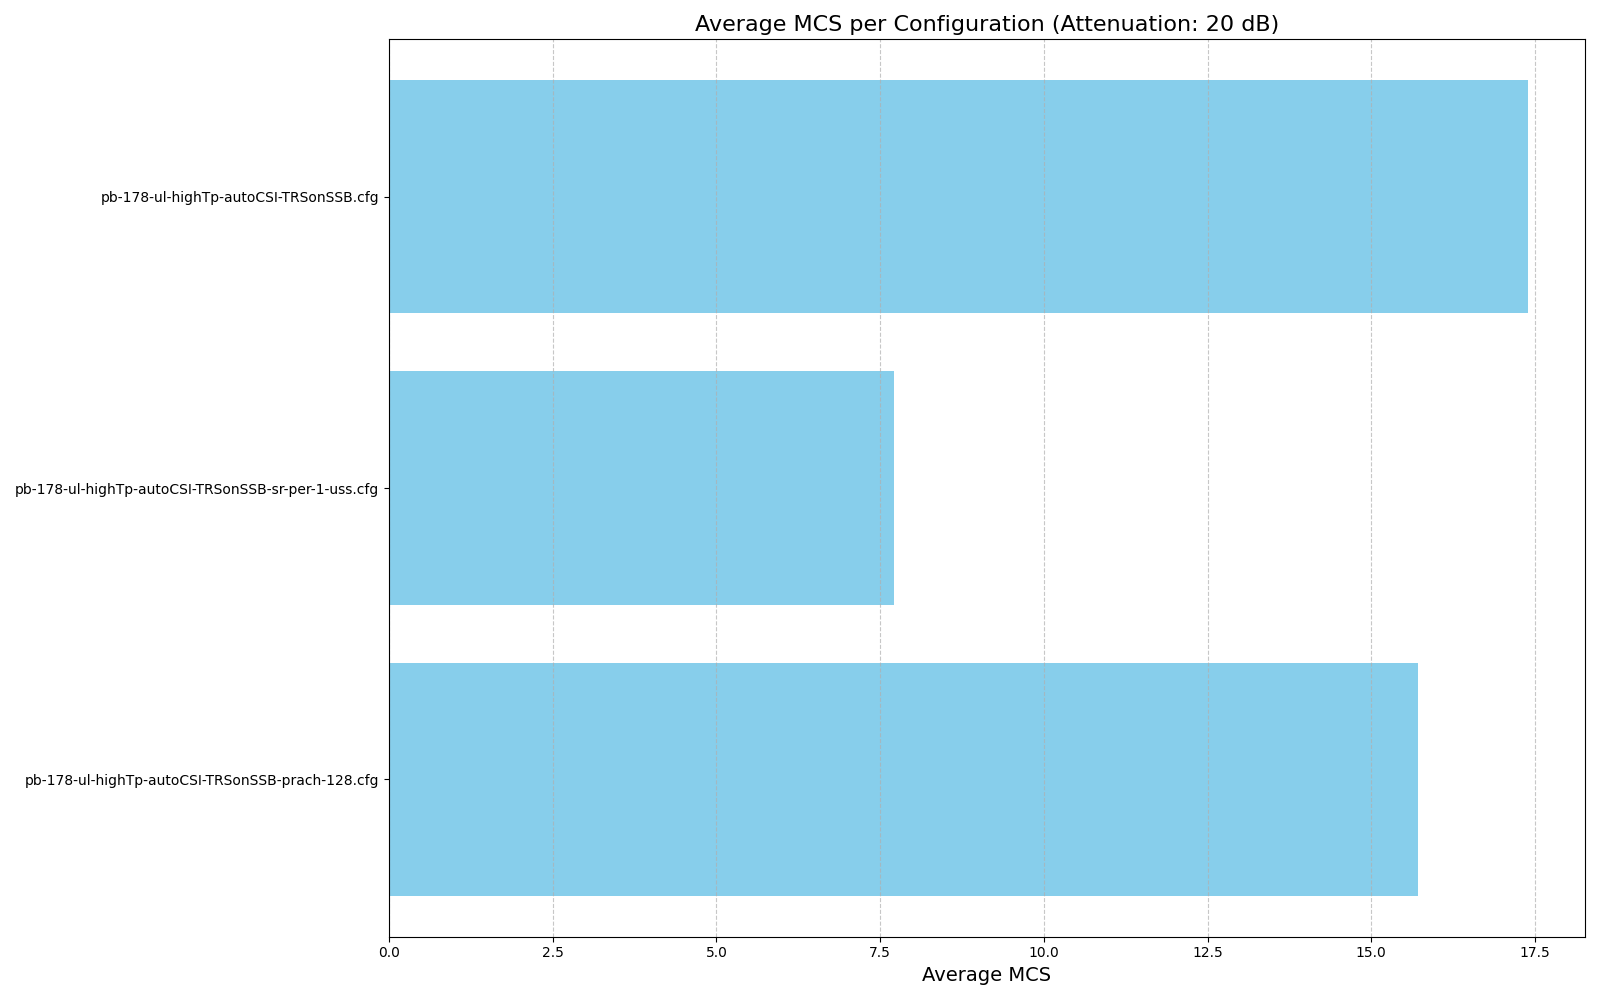 Average MCS per Configuration (Attenuation: 20 dB)
pb-178-ul-highTp-autoCSI-TRSonSSB.cfg
pb-178-ul-highTp-autoCSI-TRSonSSB-sr-per-1-uss.cfg
pb-178-ul-highTp-autoCSI-TRSonSSB-prach-128.cfg
0.0 2.5 5.0 7.5 10.0 12.5 15.0 17.5
Average MCS